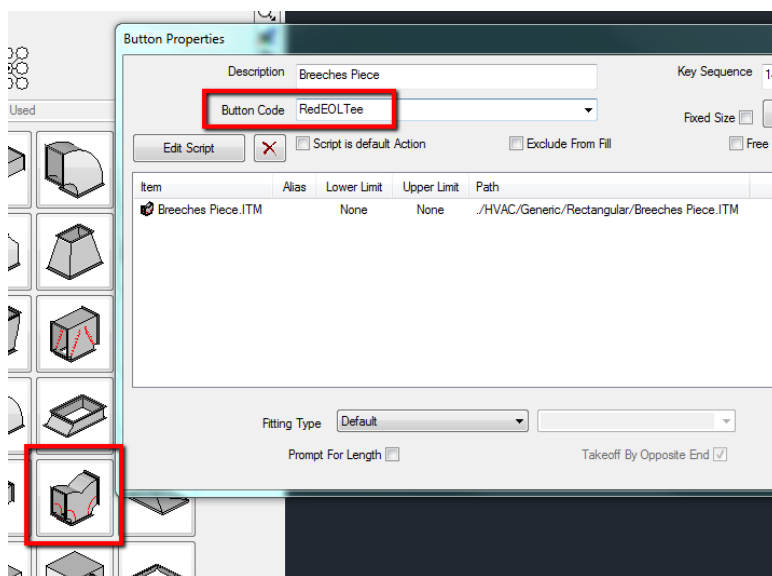 Button Properties
Description Breeches Piece Key Sequence
Used
Button Code RedEOLTee
Fixed Size
Edit Script Script is default Action Exclude From Fill Free
Item Alias Lower Limit Upper Limit Path
Breeches Piece.ITM None None ./HVAC/Generic/Rectangular/Breeches Piece.ITM
Fitting Type Default
Prompt For Length Takeoff By Opposite End